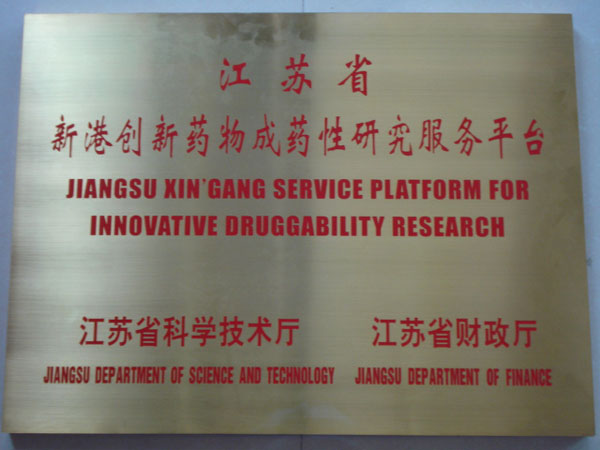 江苏省
新港创新药物成药性研究服务平台
JIANGSU XIN'GANG SERVICE PLATFORM FOR
INNOVATIVE DRUGGABILITY RESEARCH
江苏省科学技术厅 江苏省财政厅
JIANGSU DEPARTMENT OF SCIENCE AND TECHNOLOGY JIANGSU DEPARTMENT OF FINANCE